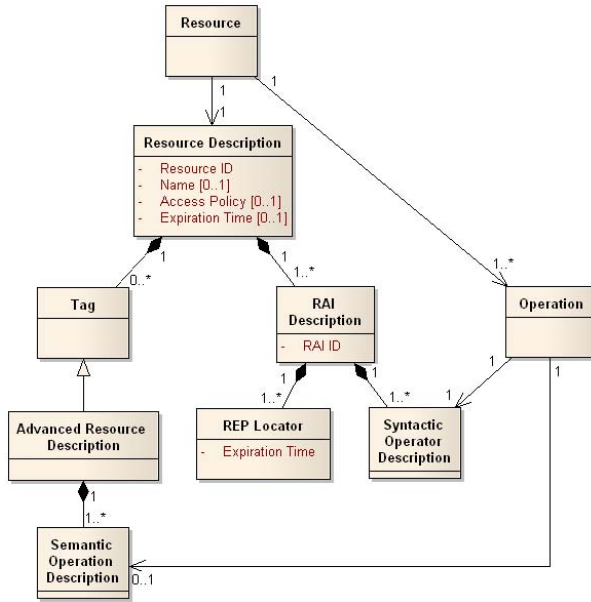 Resource
1
1
1
1
Resource Description
- Resource ID
- Name [0..1]
- Access Policy [0..1]
- Expiration Time [0..1]
1
1
0..*
1..*
1..*
Tag
RAI
Description
- RAI ID
Operation
1
1
1
1
1..*
1..*
1
Advanced Resource
Description
REP Locator
- Expiration Time
Syntactic
Operator
Description
1
1..*
Semantic
Operation
Description
0..1